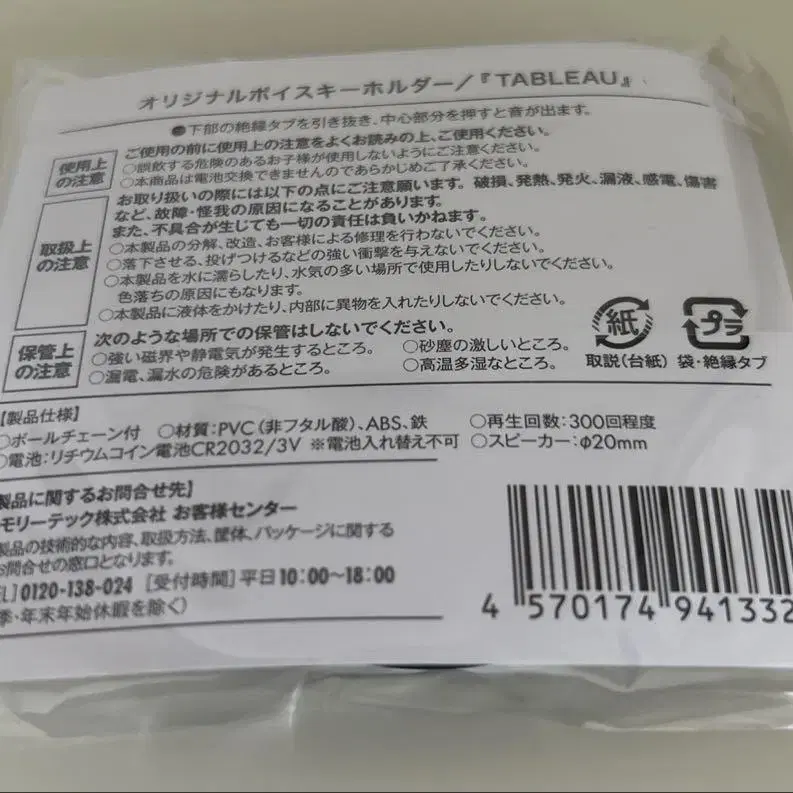 オリジナルボイスキーホルダー/『TABLEAU』
●下部の絶縁タブを引き抜き、中心部分を押すと音が出ます。
使用上の注意
ご使用の前に使用上の注意をよくお読みの上、ご使用ください。
○誤飲する危険のあるお子様が使用しないようにご注意ください。
○本商品は電池交換できませんのであらかじめご了承ください。
取扱上の注意
お取り扱いの際には以下の点にご注意願います。破損、発熱、発火、漏液、感電、傷害
など、故障・怪我の原因になることがあります。
また、不具合が生じても一切の責任は負いかねます。
○本製品の分解、改造、お客様による修理を行わないでください。
○落下させる、投げつけるなどの強い衝撃を与えないでください。
○本製品を水に濡らしたり、水気の多い場所で使用したりしないでください。
色落ちの原因にもなります。
○本製品に液体をかけたり、内部に異物を入れたりしないでください。
保管上の注意
次のような場所での保管はしないでください。
○強い磁界や静電気が発生するところ。 ○砂塵の激しいところ。
○漏電、漏水の危険があるところ。 ○高温多湿なところ。
紙
取説(台紙)
プラ
袋・絶縁タブ
【製品仕様】
○ボールチェーン付 ○材質:PVC(非フタル酸)、ABS、鉄 ○再生回数:300回程度
○電池:リチウムコイン電池CR2032/3V ※電池入れ替え不可 ○スピーカー:φ20mm
製品に関するお問合せ先】
モリーテック株式会社 お客様センター
製品の技術的な内容、取扱方法、筐体、パッケージに関する
お問合せの窓口となります。
EL]0120-138-024 [受付時間]平日10:00〜18:00
季・年末年始休暇を除く)
4 570174 941332